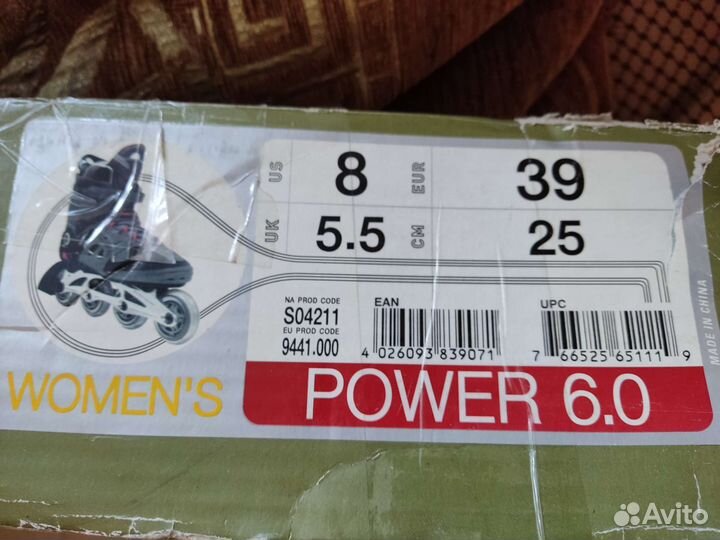 US 8 EUR 39
UK 5.5 CM 25
NA PROD CODE
S04211
EU PROD CODE
9441.000
EAN
4 026093 839071
UPC
7 66525 65111 9
MADE IN CHINA
WOMEN'S
POWER 6.0
Avito